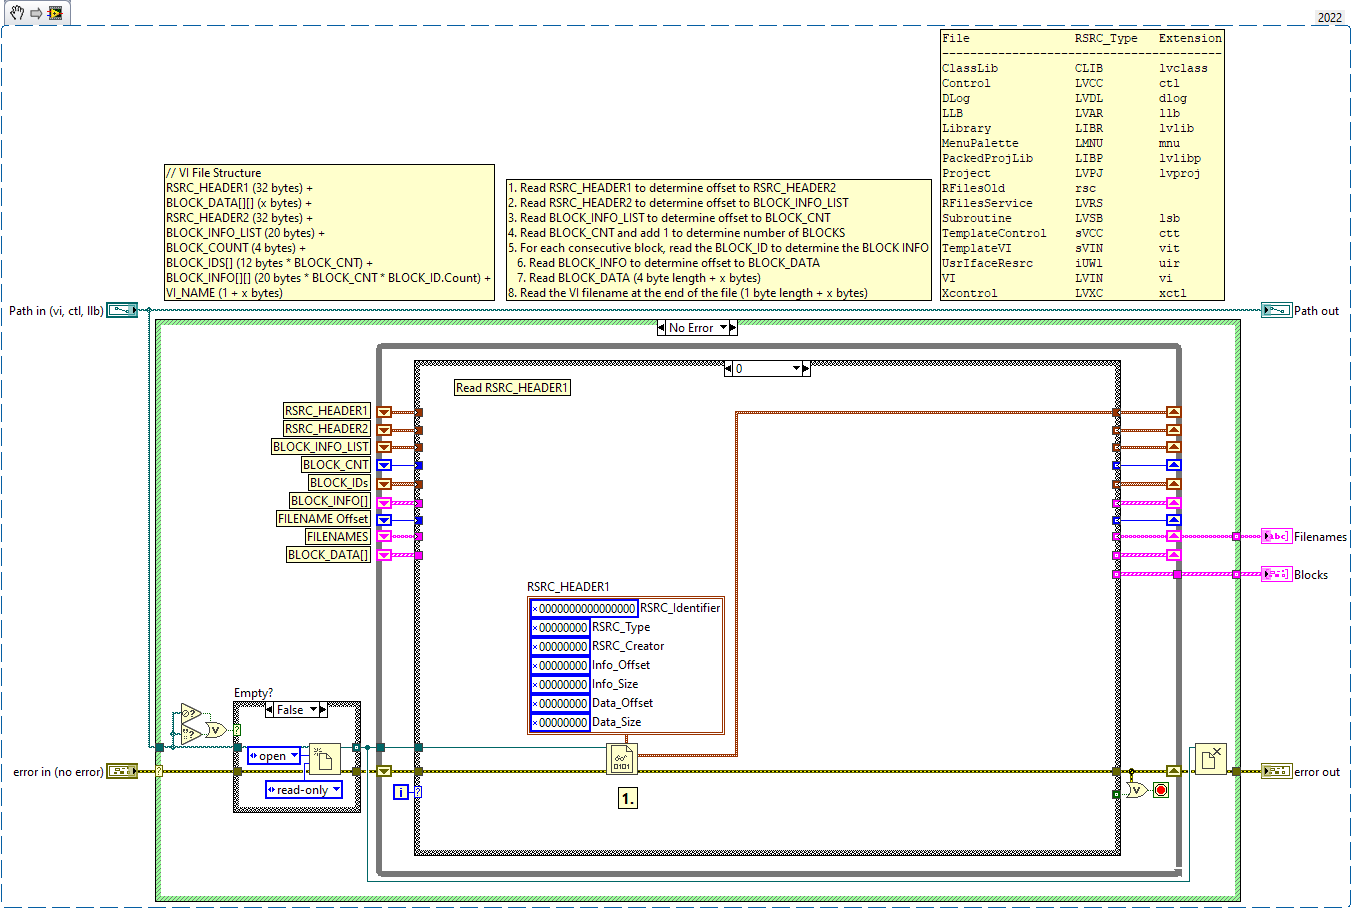 2022
File RSRC_Type Extension
----------------------------------------
ClassLib CLIB lvclass
Control LVCC ctl
DLog LVDL dlog
LLB LVAR llb
Library LIBR lvlib
MenuPalette LMNU mnu
PackedProjLib LIBP lvlibp
Project LVPJ lvproj
RFilesOld rsc
RFilesService LVRS
Subroutine LVSB lsb
TemplateControl sVCC ctt
TemplateVI sVIN vit
UsrIfaceResrc iUWl uir
VI LVIN vi
Xcontrol LVXC xctl
// VI File Structure
RSRC_HEADER1 (32 bytes) +
BLOCK_DATA[][] (x bytes) +
RSRC_HEADER2 (32 bytes) +
BLOCK_INFO_LIST (20 bytes) +
BLOCK_COUNT (4 bytes) +
BLOCK_IDS[] (12 bytes * BLOCK_CNT) +
BLOCK_INFO[][] (20 bytes * BLOCK_CNT * BLOCK_ID.Count) +
VI_NAME (1 + x bytes)
1. Read RSRC_HEADER1 to determine offset to RSRC_HEADER2
2. Read RSRC_HEADER2 to determine offset to BLOCK_INFO_LIST
3. Read BLOCK_INFO_LIST to determine offset to BLOCK_CNT
4. Read BLOCK_CNT and add 1 to determine number of BLOCKS
5. For each consecutive block, read the BLOCK_ID to determine the BLOCK INFO
6. Read BLOCK_INFO to determine offset to BLOCK_DATA
7. Read BLOCK_DATA (4 byte length + x bytes)
8. Read the VI filename at the end of the file (1 byte length + x bytes)
Path in (vi, ctl, llb)
Path out
No Error
0
Read RSRC_HEADER1
RSRC_HEADER1
RSRC_HEADER2
BLOCK_INFO_LIST
BLOCK_CNT
BLOCK_IDs
BLOCK_INFO[]
FILENAME Offset
FILENAMES
BLOCK_DATA[]
abc
Filenames
Blocks
RSRC_HEADER1
×0000000000000000 RSRC_Identifier
×00000000 RSRC_Type
×00000000 RSRC_Creator
×00000000 Info_Offset
×00000000 Info_Size
×00000000 Data_Offset
×00000000 Data_Size
Empty?
False
open
read-only
error in (no error)
?
i
?
0101
1.
V
V
error out